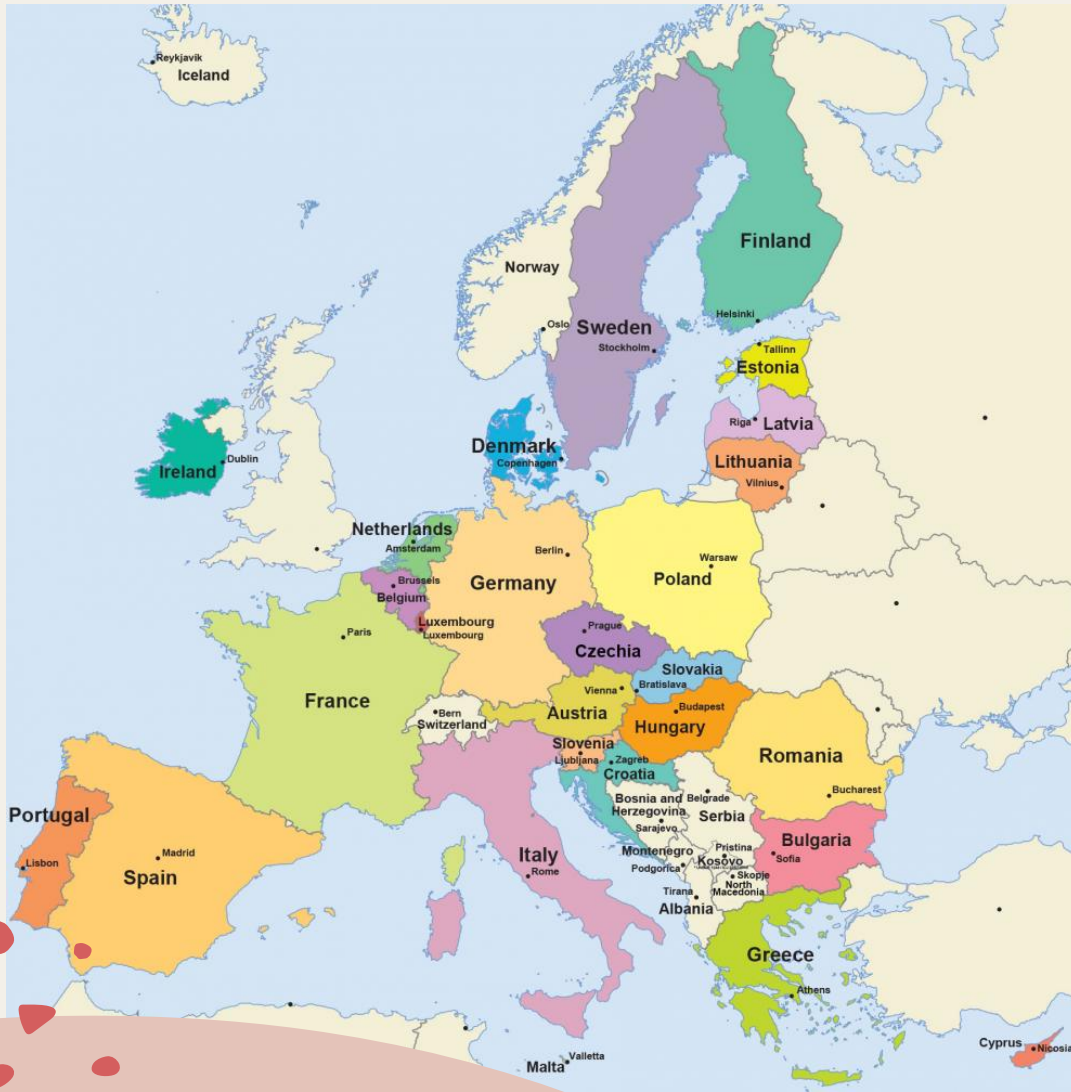 Reykjavik
Iceland
Finland
Norway
Helsinki
Oslo
Sweden
Stockholm
Tallinn
Estonia
Riga
Latvia
Denmark
Copenhagen
Dublin
Ireland
Lithuania
Vilnius
Netherlands
Amsterdam
Berlin
Warsaw
Germany
Poland
Brussels
Belgium
Luxembourg
Luxembourg
Paris
Prague
Czechia
Slovakia
Bratislava
Vienna
France
Austria
Bern
Switzerland
Budapest
Hungary
Slovenia
Ljubljana
Zagreb
Croatia
Romania
Bucharest
Bosnia and
Herzegovina
Sarajevo
Belgrade
Serbia
Portugal
Lisbon
Madrid
Spain
Italy
Rome
Montenegro
Podgorica
Pristina
Kosovo
Bulgaria
Sofia
Skopje
North
Macedonia
Tirana
Albania
Greece
Athens
Cyprus
Nicosia
Malta
Valletta